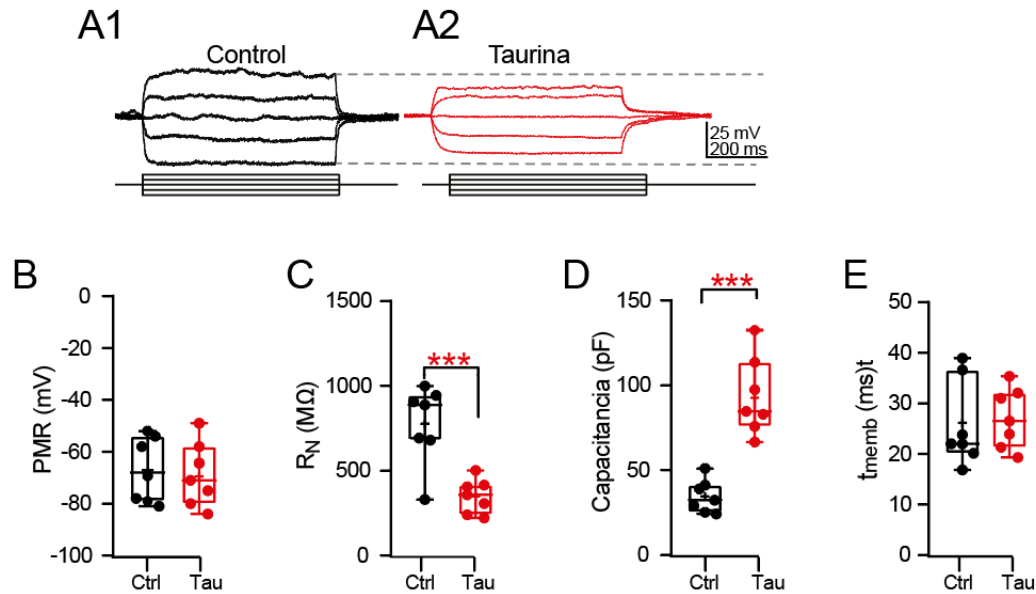 A1
A2
Control
Taurina
25 mV
200 ms
B
PMR (mV)
0
-20
-40
-60
-80
-100
Ctrl
Tau
C
R_N (MΩ)
1500
1000
500
0
***
Ctrl
Tau
D
Capacitancia (pF)
150
100
50
0
***
Ctrl
Tau
E
tmemb (ms)t
50
40
30
20
10
0
Ctrl
Tau